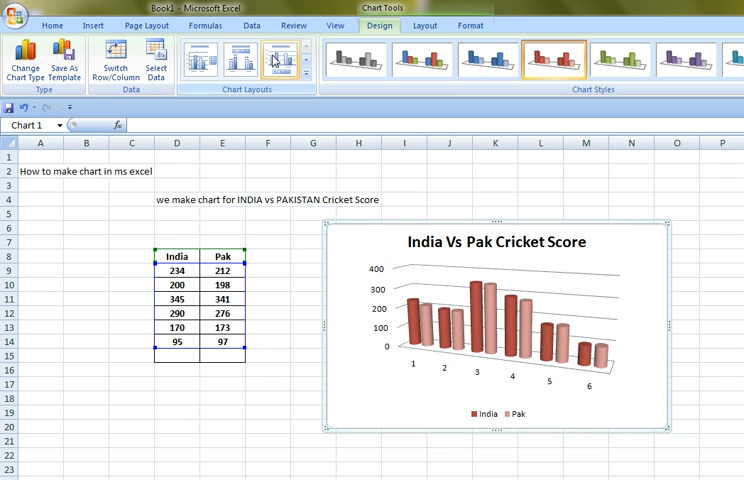 Book1 - Microsoft Excel
Chart Tools
Home Insert Page Layout Formulas Data Review View Design Layout Format
Change Chart Type
Save As Template
Switch Row/Column
Select Data
Type Data Chart Layouts Chart Styles
Chart 1 fx
A B C D E F G H I J K L M N O P
1
2 How to make chart in ms excel
3
4 we make chart for INDIA vs PAKISTAN Cricket Score
5
6
7
8 India Pak
9 234 212
10 200 198
11 345 341
12 290 276
13 170 173
14 95 97
15
16
17
18
19
20
21
22
23
India Vs Pak Cricket Score
400
300
200
100
0
1 2 3 4 5 6
India Pak